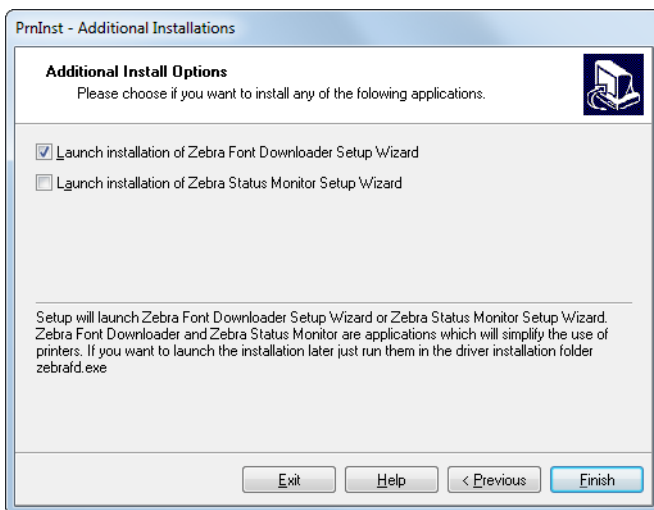 PrnInst - Additional Installations
Additional Install Options
Please choose if you want to install any of the folowing applications.
Launch installation of Zebra Font Downloader Setup Wizard
Launch installation of Zebra Status Monitor Setup Wizard
Setup will launch Zebra Font Downloader Setup Wizard or Zebra Status Monitor Setup Wizard.
Zebra Font Downloader and Zebra Status Monitor are applications which will simplify the use of
printers. If you want to launch the installation later just run them in the driver installation folder
zebrafd.exe
Exit
Help
< Previous
Finish